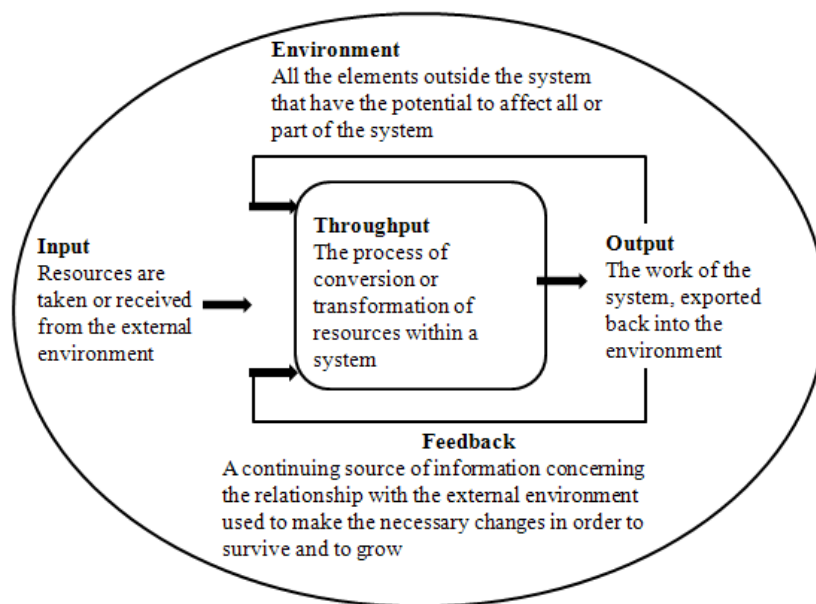 Environment
All the elements outside the system
that have the potential to affect all or
part of the system
Input
Resources are
taken or received
from the external
environment
Throughput
The process of
conversion or
transformation of
resources within a
system
Output
The work of the
system, exported
back into the
environment
Feedback
A continuing source of information concerning
the relationship with the external environment
used to make the necessary changes in order to
survive and to grow